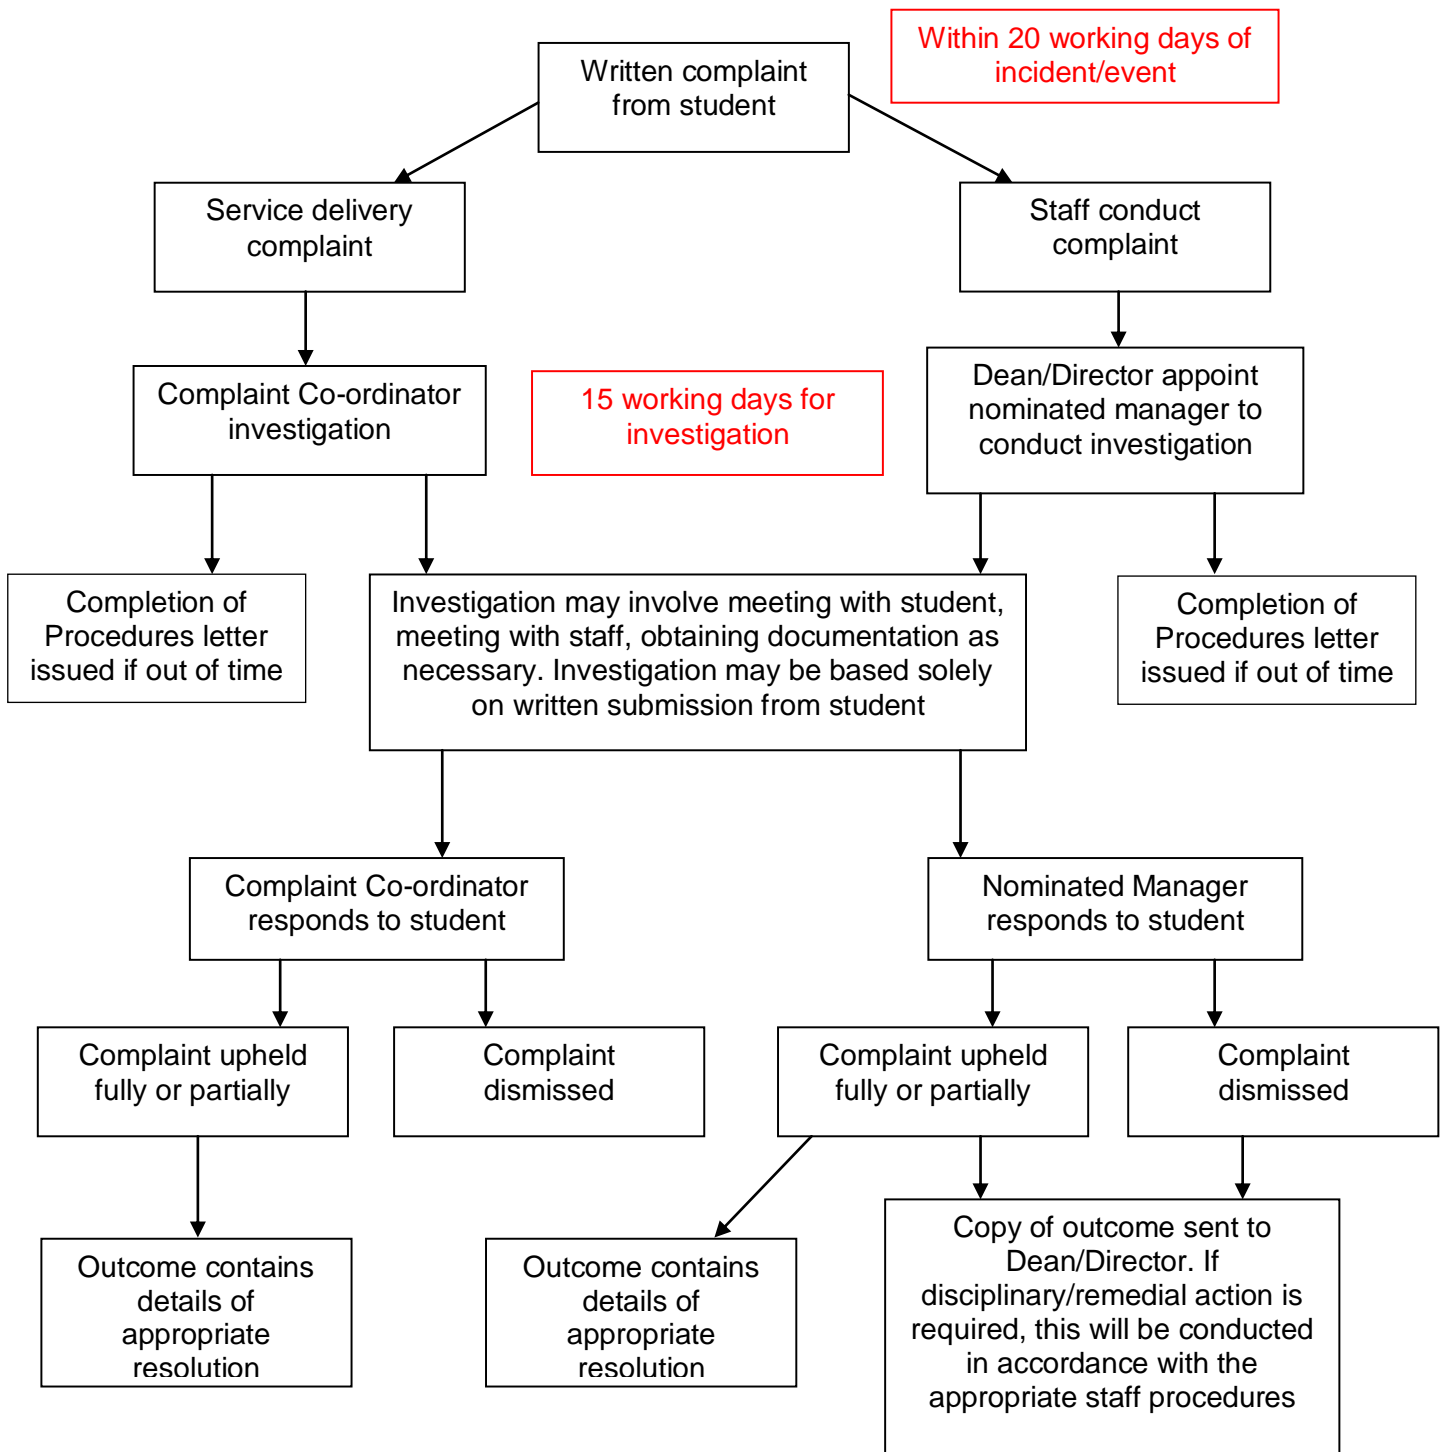 Within 20 working days of
incident/event
Written complaint
from student
Service delivery
complaint
Staff conduct
complaint
Complaint Co-ordinator
investigation
15 working days for
investigation
Dean/Director appoint
nominated manager to
conduct investigation
Completion of
Procedures letter
issued if out of time
Investigation may involve meeting with student,
meeting with staff, obtaining documentation as
necessary. Investigation may be based solely
on written submission from student
Completion of
Procedures letter
issued if out of time
Complaint Co-ordinator
responds to student
Nominated Manager
responds to student
Complaint upheld
fully or partially
Complaint
dismissed
Complaint upheld
fully or partially
Complaint
dismissed
Outcome contains
details of
appropriate
resolution
Outcome contains
details of
appropriate
resolution
Copy of outcome sent to
Dean/Director. If
disciplinary/remedial action is
required, this will be conducted
in accordance with the
appropriate staff procedures